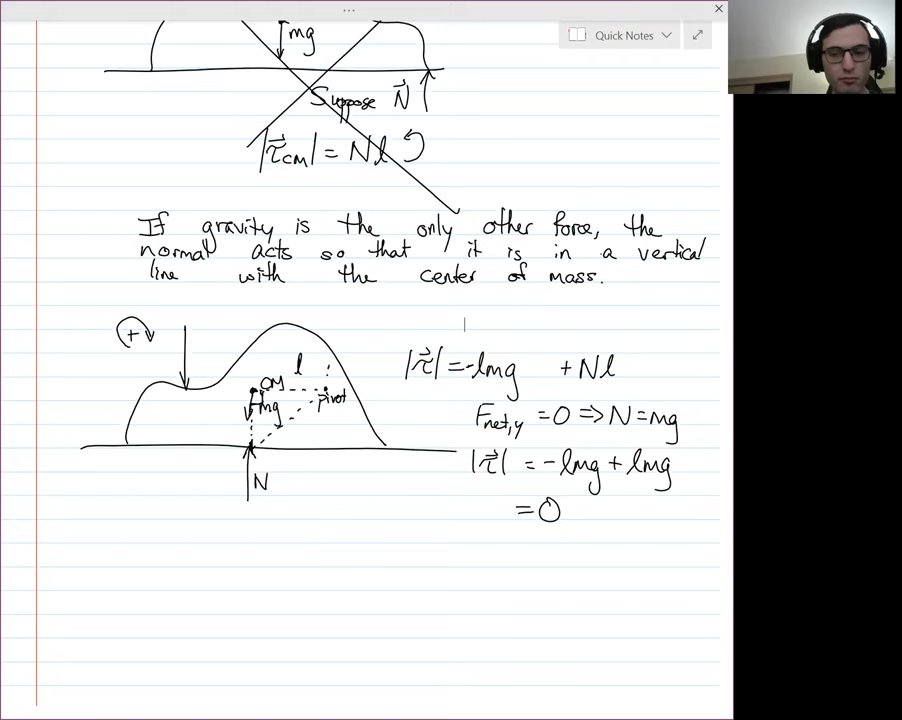 Quick Notes
mg
Suppose N⃗
|τ⃗CM| = Nl
If gravity is the only other force, the
normal acts so that it is in a vertical
line with the center of mass.
+
l
CM
mg
pivot
N
|τ⃗| = -lmg + Nl
Fnet,y = 0 ⇒ N = mg
|τ⃗| = -lmg + lmg
= 0